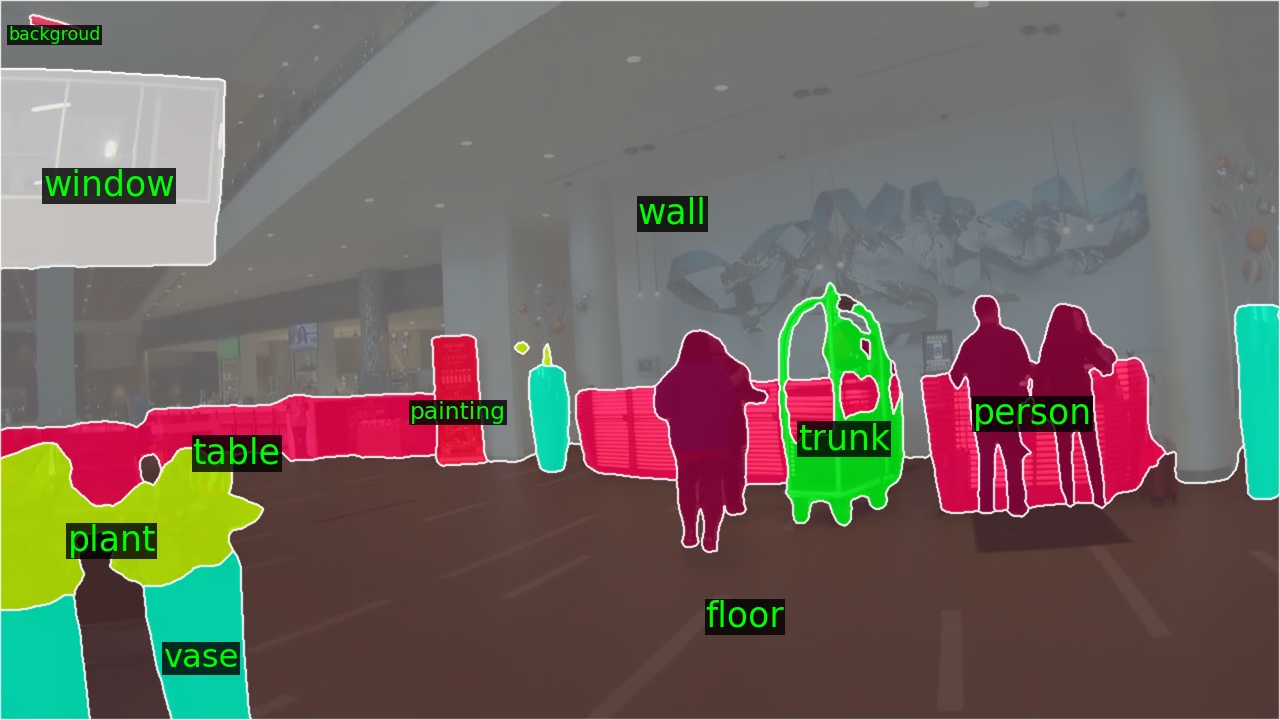 backgroud
window
wall
painting
person
trunk
table
plant
floor
vase